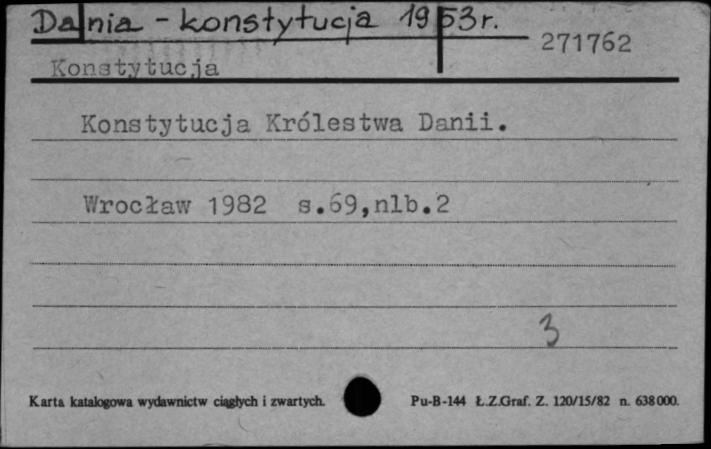 Dania - konstytucja 1953r.
271762
Konstytucja
Konstytucja Królestwa Danii.
Wrocław 1982 s.69,nlb.2
3
Karta katalogowa wydawnictw ciągłych i zwartych.
Pu-B-144 Ł.Z.Graf. Z. 120/15/82 n. 638000.